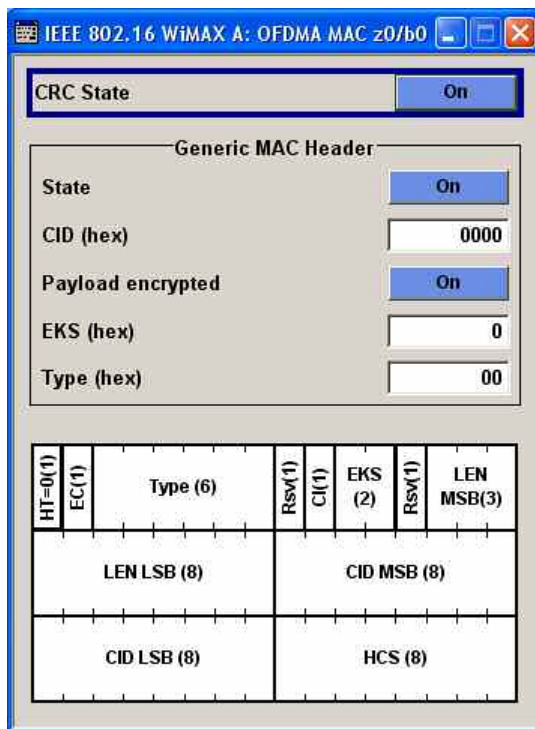 IEEE 802.16 WiMAX A: OFDMA MAC z0/b0
CRC State On
Generic MAC Header
State On
CID (hex) 0000
Payload encrypted On
EKS (hex) 0
Type (hex) 00
HT=0(1) EC(1) Type (6) Rsv(1) CI(1) EKS (2) Rsv(1) LEN MSB(3)
LEN LSB (8) CID MSB (8)
CID LSB (8) HCS (8)